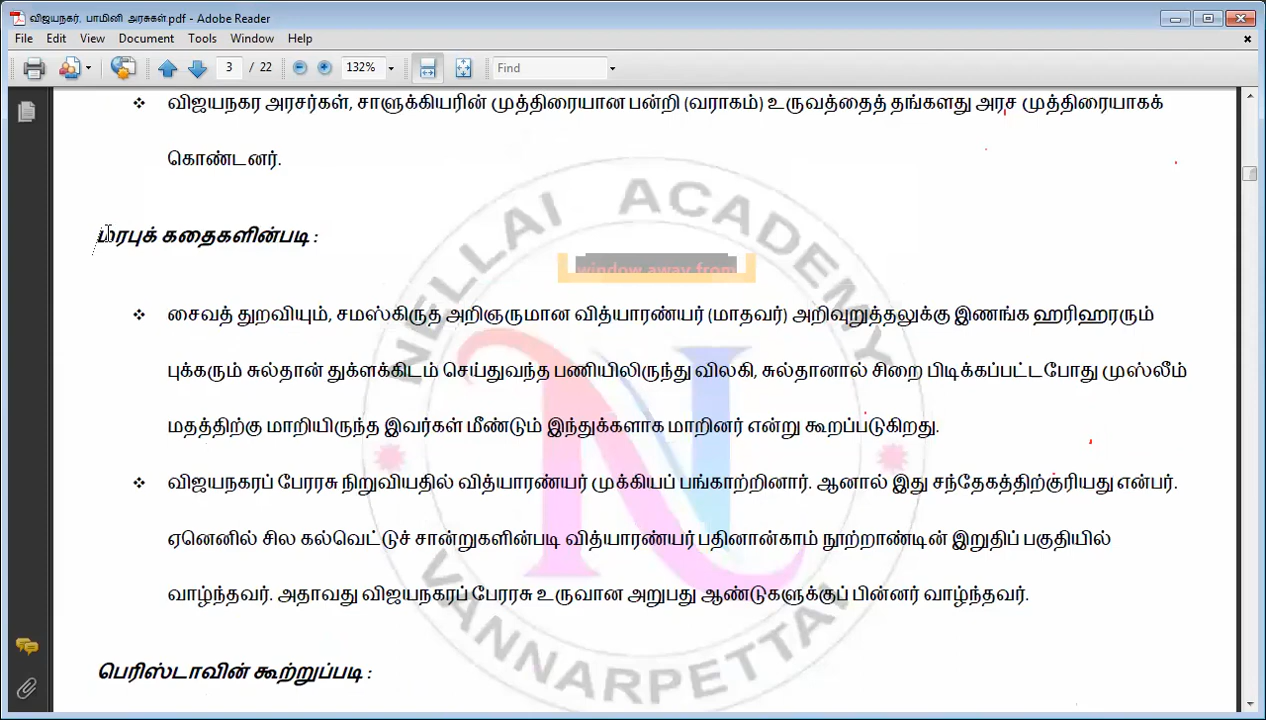 விஜயநகர், பாமினி அரசுகள்.pdf - Adobe Reader
File Edit View Document Tools Window Help
3 / 22 132% Find
❖ விஜயநகர அரசர்கள், சாளுக்கியரின் முத்திரையான பன்றி (வராகம்) உருவத்தைத் தங்களது அரச முத்திரையாகக்
கொண்டனர்.
மரபுக் கதைகளின்படி :
window away from
❖ சைவத் துறவியும், சமஸ்கிருத அறிஞருமான வித்யாரண்யர் (மாதவர்) அறிவுறுத்தலுக்கு இணங்க ஹரிஹரரும்
புக்கரும் சுல்தான் துக்ளக்கிடம் செய்துவந்த பணியிலிருந்து விலகி, சுல்தானால் சிறை பிடிக்கப்பட்டபோது முஸ்லீம்
மதத்திற்கு மாறியிருந்த இவர்கள் மீண்டும் இந்துக்களாக மாறினர் என்று கூறப்படுகிறது.
❖ விஜயநகரப் பேரரசு நிறுவியதில் வித்யாரண்யர் முக்கியப் பங்காற்றினார். ஆனால் இது சந்தேகத்திற்குரியது என்பர்.
ஏனெனில் சில கல்வெட்டுச் சான்றுகளின்படி வித்யாரண்யர் பதினான்காம் நூற்றாண்டின் இறுதிப் பகுதியில்
வாழ்ந்தவர். அதாவது விஜயநகரப் பேரரசு உருவான அறுபது ஆண்டுகளுக்குப் பின்னர் வாழ்ந்தவர்.
பெரிஸ்டாவின் கூற்றுப்படி :
NELLAI ACADEMY
VANNARPETTAI